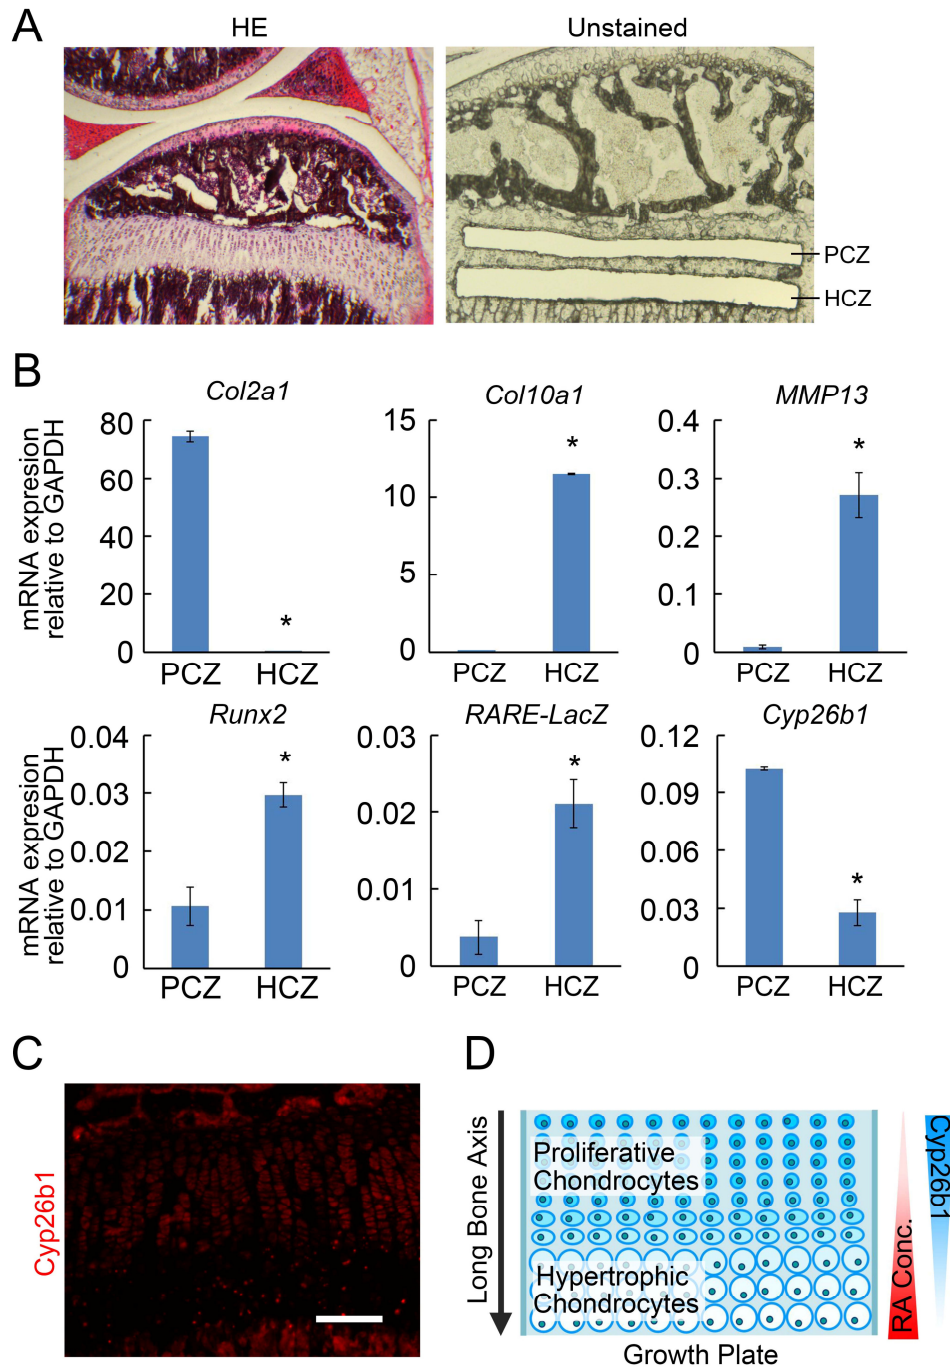 A
HE
Unstained
PCZ
HCZ
B
Col2a1
mRNA expresion
relative to GAPDH
80
60
40
20
0
*
PCZ HCZ
Col10a1
15
10
5
0
*
PCZ HCZ
MMP13
0.4
0.3
0.2
0.1
0
*
PCZ HCZ
Runx2
mRNA expresion
relative to GAPDH
0.04
0.03
0.02
0.01
0
*
PCZ HCZ
RARE-LacZ
0.03
0.02
0.01
0
*
PCZ HCZ
Cyp26b1
0.12
0.09
0.06
0.03
0
*
PCZ HCZ
C
Cyp26b1
D
Long Bone Axis
Proliferative
Chondrocytes
Hypertrophic
Chondrocytes
Growth Plate
RA Conc.
Cyp26b1